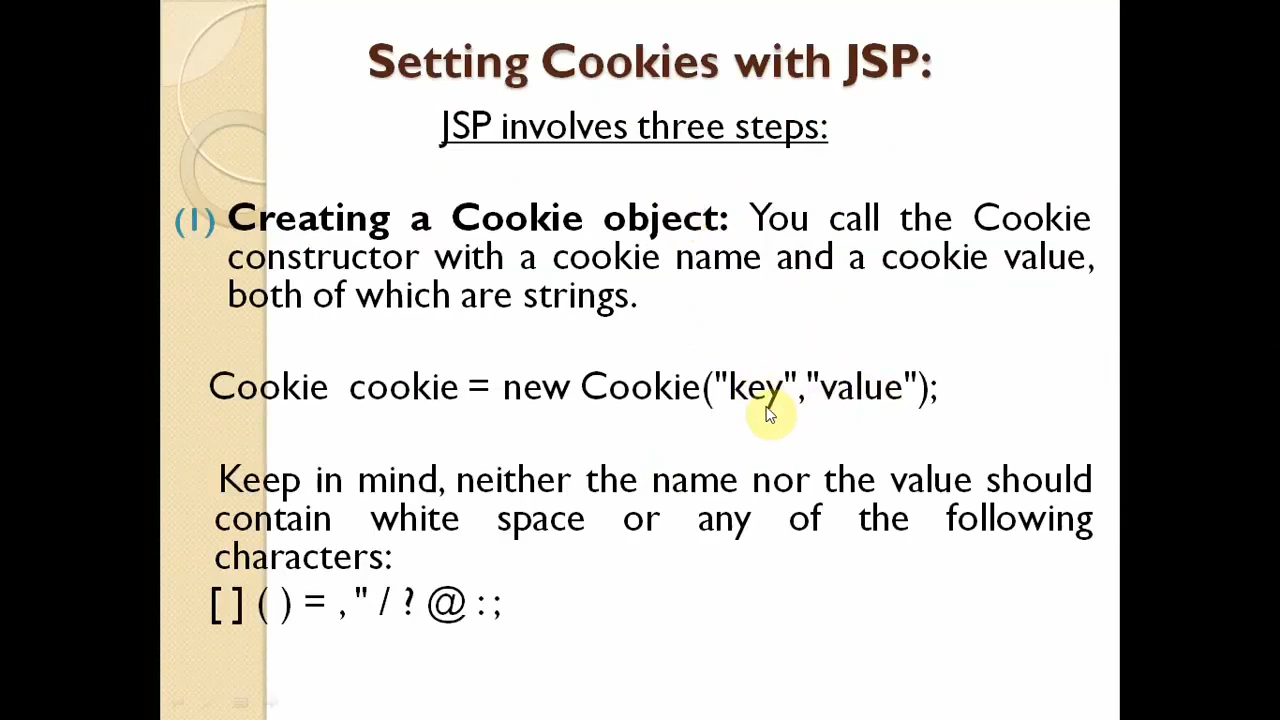 Setting Cookies with JSP:
JSP involves three steps:
(1) Creating a Cookie object: You call the Cookie
constructor with a cookie name and a cookie value,
both of which are strings.
Cookie cookie = new Cookie("key","value");
Keep in mind, neither the name nor the value should
contain white space or any of the following
characters:
[ ] ( ) = , " / ? @ : ;